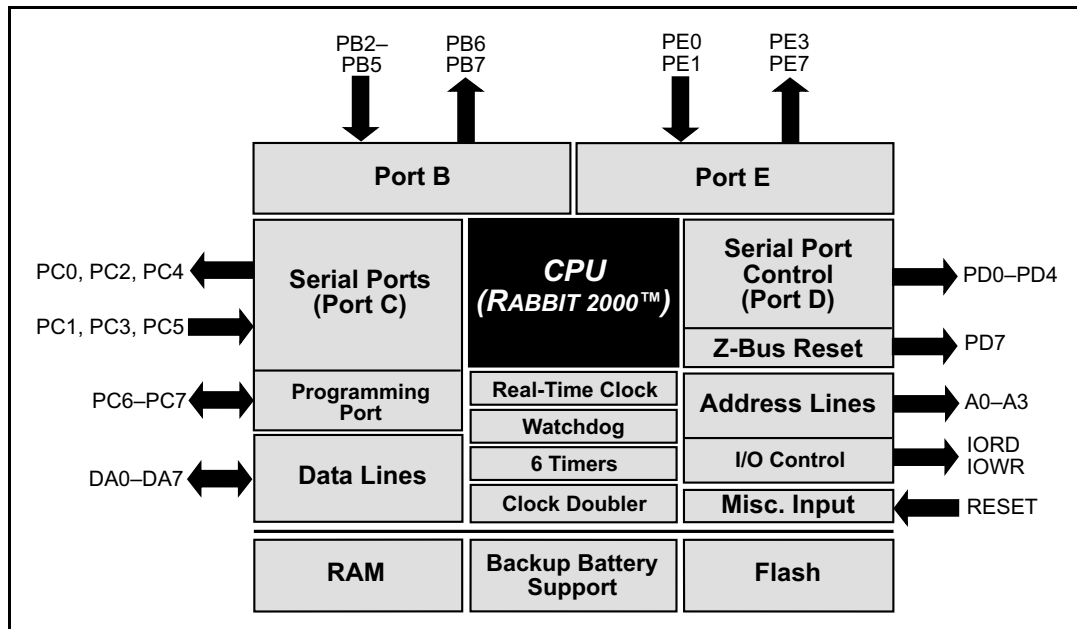 PB2–
PB5
PB6
PB7
PE0
PE1
PE3
PE7
Port B
Port E
PC0, PC2, PC4
PC1, PC3, PC5
Serial Ports
(Port C)
CPU
(RABBIT 2000™)
Serial Port
Control
(Port D)
PD0–PD4
Z-Bus Reset
PD7
PC6–PC7
Programming
Port
Real-Time Clock
Address Lines
A0–A3
Watchdog
DA0–DA7
Data Lines
6 Timers
I/O Control
IORD
IOWR
Clock Doubler
Misc. Input
RESET
RAM
Backup Battery
Support
Flash